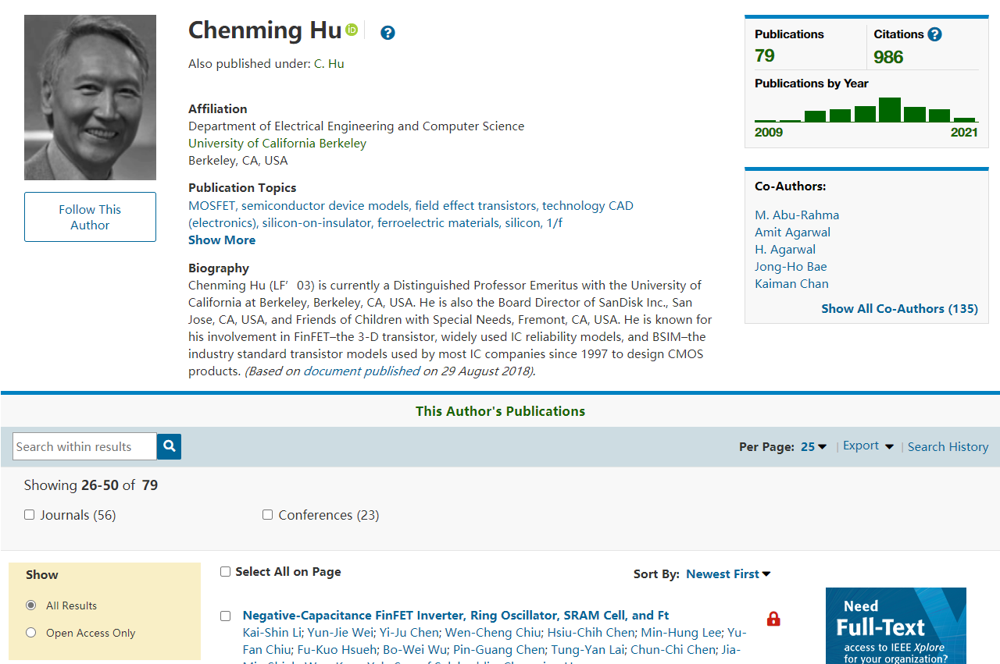 Chenming Hu
iD
?
Also published under: C. Hu
Affiliation
Department of Electrical Engineering and Computer Science
University of California Berkeley
Berkeley, CA, USA
Publication Topics
MOSFET, semiconductor device models, field effect transistors, technology CAD
(electronics), silicon-on-insulator, ferroelectric materials, silicon, 1/f
Show More
Biography
Chenming Hu (LF’03) is currently a Distinguished Professor Emeritus with the University of
California at Berkeley, Berkeley, CA, USA. He is also the Board Director of SanDisk Inc., San
Jose, CA, USA, and Friends of Children with Special Needs, Fremont, CA, USA. He is known for
his involvement in FinFET–the 3-D transistor, widely used IC reliability models, and BSIM–the
industry standard transistor models used by most IC companies since 1997 to design CMOS
products. (Based on document published on 29 August 2018).
Follow This
Author
Publications
79
Citations ?
986
Publications by Year
2009 2021
Co-Authors:
M. Abu-Rahma
Amit Agarwal
H. Agarwal
Jong-Ho Bae
Kaiman Chan
Show All Co-Authors (135)
This Author's Publications
Search within results
Per Page: 25 | Export | Search History
Showing 26-50 of 79
Journals (56) Conferences (23)
Show
All Results
Open Access Only
Select All on Page
Sort By: Newest First
Negative-Capacitance FinFET Inverter, Ring Oscillator, SRAM Cell, and Ft
Kai-Shin Li; Yun-Jie Wei; Yi-Ju Chen; Wen-Cheng Chiu; Hsiu-Chih Chen; Min-Hung Lee; Yu-
Fan Chiu; Fu-Kuo Hsueh; Bo-Wei Wu; Pin-Guang Chen; Tung-Yan Lai; Chun-Chi Chen; Jia-
Need
Full-Text
access to IEEE Xplore
for your organization?